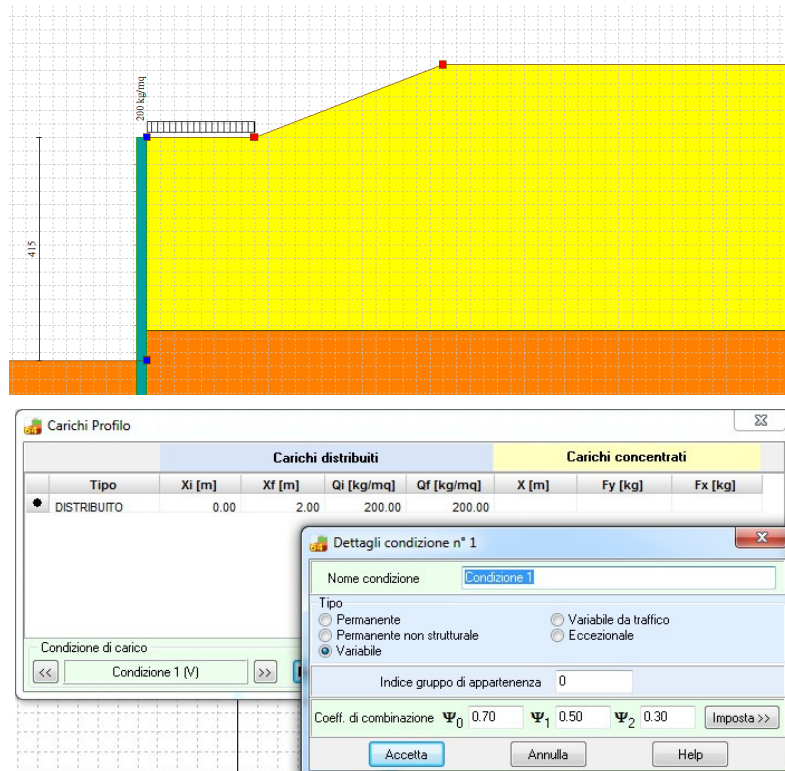 200 kg/mq
415
Carichi Profilo
Carichi distribuiti Carichi concentrati
Tipo Xi [m] Xf [m] Qi [kg/mq] Qf [kg/mq] X [m] Fy [kg] Fx [kg]
DISTRIBUITO 0.00 2.00 200.00 200.00
Dettagli condizione n° 1
Nome condizione Condizione 1
Tipo
Permanente Variabile da traffico
Permanente non strutturale Eccezionale
Variabile
Condizione di carico
<< Condizione 1 (V) >>
Indice gruppo di appartenenza 0
Coeff. di combinazione Ψ0 0.70 Ψ1 0.50 Ψ2 0.30 Imposta >>
Accetta Annulla Help